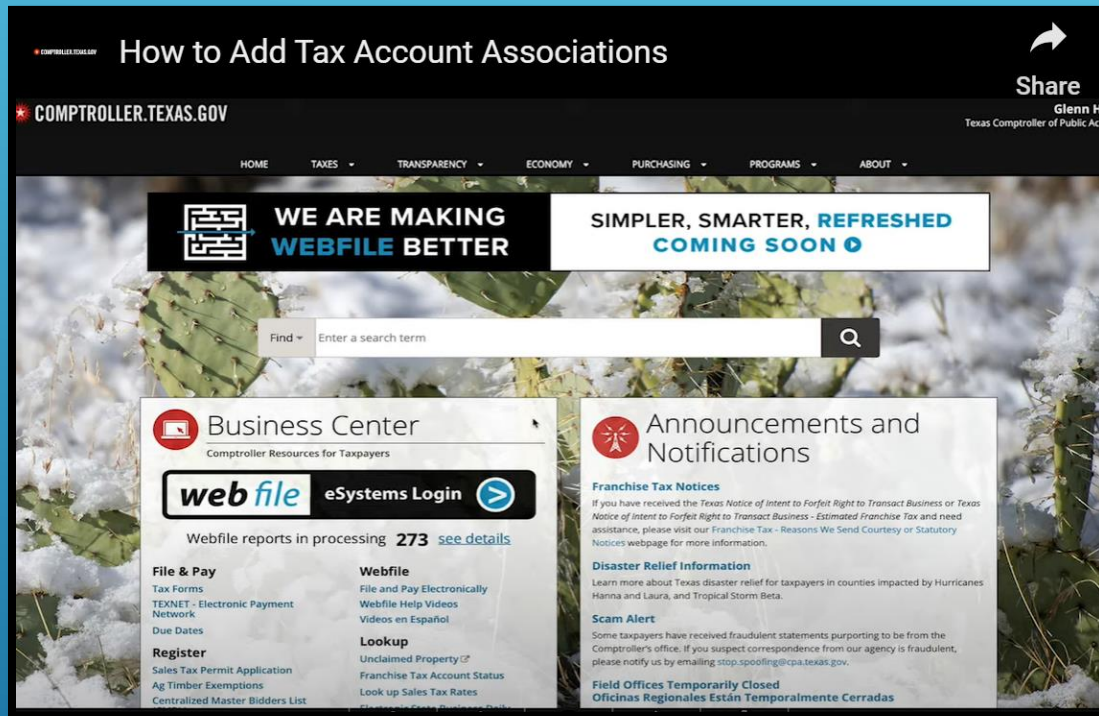 COMPTROLLER.TEXAS.GOV
How to Add Tax Account Associations
Share
COMPTROLLER.TEXAS.GOV
Glenn H
Texas Comptroller of Public Ac
HOME TAXES TRANSPARENCY ECONOMY PURCHASING PROGRAMS ABOUT
WE ARE MAKING
WEBFILE BETTER
SIMPLER, SMARTER, REFRESHED
COMING SOON
Find Enter a search term
Business Center
Comptroller Resources for Taxpayers
web file eSystems Login
Webfile reports in processing 273 see details
File & Pay
Tax Forms
TEXNET - Electronic Payment
Network
Due Dates
Register
Sales Tax Permit Application
Ag Timber Exemptions
Centralized Master Bidders List
Webfile
File and Pay Electronically
Webfile Help Videos
Videos en Español
Lookup
Unclaimed Property
Franchise Tax Account Status
Look up Sales Tax Rates
Electronic State Business Daily
Announcements and
Notifications
Franchise Tax Notices
If you have received the Texas Notice of Intent to Forfeit Right to Transact Business or Texas
Notice of Intent to Forfeit Right to Transact Business - Estimated Franchise Tax and need
assistance, please visit our Franchise Tax - Reasons We Send Courtesy or Statutory
Notices webpage for more information.
Disaster Relief Information
Learn more about Texas disaster relief for taxpayers in counties impacted by Hurricanes
Hanna and Laura, and Tropical Storm Beta.
Scam Alert
Some taxpayers have received fraudulent statements purporting to be from the
Comptroller's office. If you suspect correspondence from our agency is fraudulent,
please notify us by emailing stop.spoofing@cpa.texas.gov.
Field Offices Temporarily Closed
Oficinas Regionales Están Temporalmente Cerradas